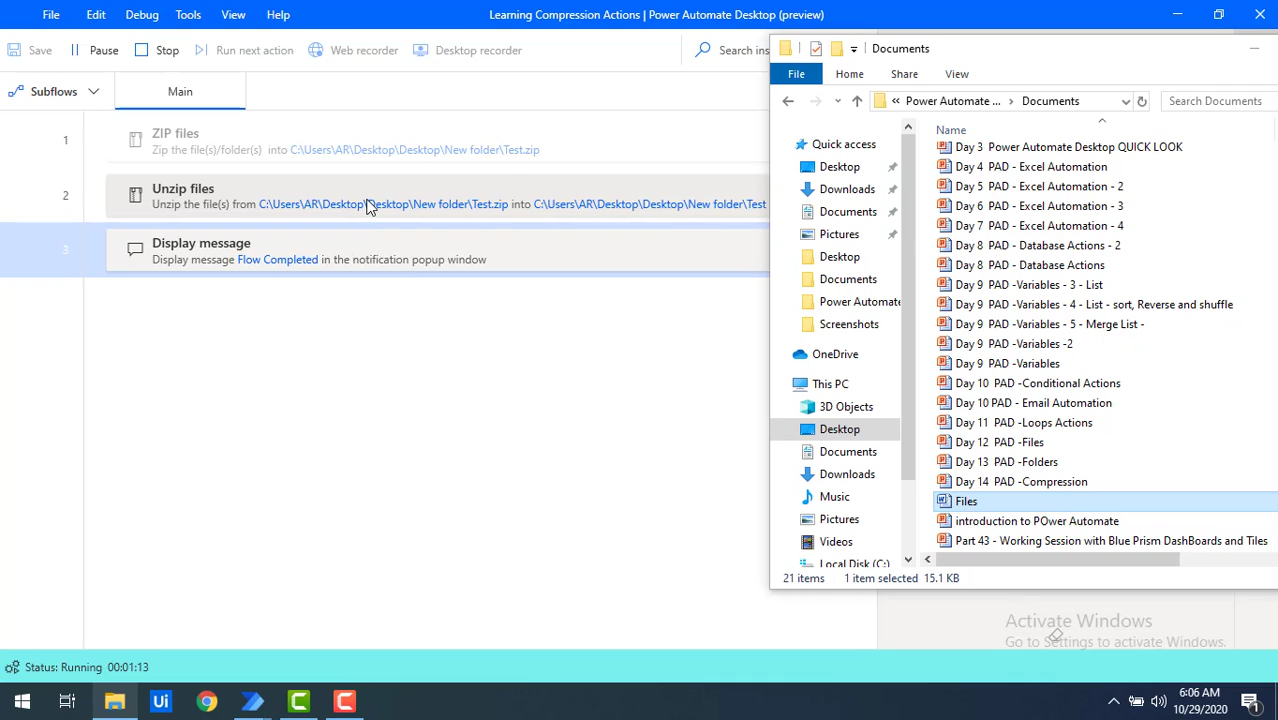 File Edit Debug Tools View Help Learning Compression Actions | Power Automate Desktop (preview)
Save Pause Stop Run next action Web recorder Desktop recorder Search ins
Subflows Main
1 ZIP files
Zip the file(s)/folder(s) into C:\Users\AR\Desktop\Desktop\New folder\Test.zip
2 Unzip files
Unzip the file(s) from C:\Users\AR\Desktop\Desktop\New folder\Test.zip into C:\Users\AR\Desktop\Desktop\New folder\Test
3 Display message
Display message Flow Completed in the notification popup window
Documents
File Home Share View
« Power Automate ... › Documents Search Documents
Quick access
Desktop
Downloads
Documents
Pictures
Desktop
Documents
Power Automate
Screenshots
OneDrive
This PC
3D Objects
Desktop
Documents
Downloads
Music
Pictures
Videos
Local Disk (C:)
Name
Day 3 Power Automate Desktop QUICK LOOK
Day 4 PAD - Excel Automation
Day 5 PAD - Excel Automation - 2
Day 6 PAD - Excel Automation - 3
Day 7 PAD - Excel Automation - 4
Day 8 PAD - Database Actions - 2
Day 8 PAD - Database Actions
Day 9 PAD -Variables - 3 - List
Day 9 PAD -Variables - 4 - List - sort, Reverse and shuffle
Day 9 PAD -Variables - 5 - Merge List -
Day 9 PAD -Variables -2
Day 9 PAD -Variables
Day 10 PAD -Conditional Actions
Day 10 PAD - Email Automation
Day 11 PAD -Loops Actions
Day 12 PAD -Files
Day 13 PAD -Folders
Day 14 PAD -Compression
Files
introduction to POwer Automate
Part 43 - Working Session with Blue Prism DashBoards and Tiles
21 items 1 item selected 15.1 KB
Activate Windows
Go to Settings to activate Windows.
Status: Running 00:01:13
Ui C C 6:06 AM
10/29/2020 1